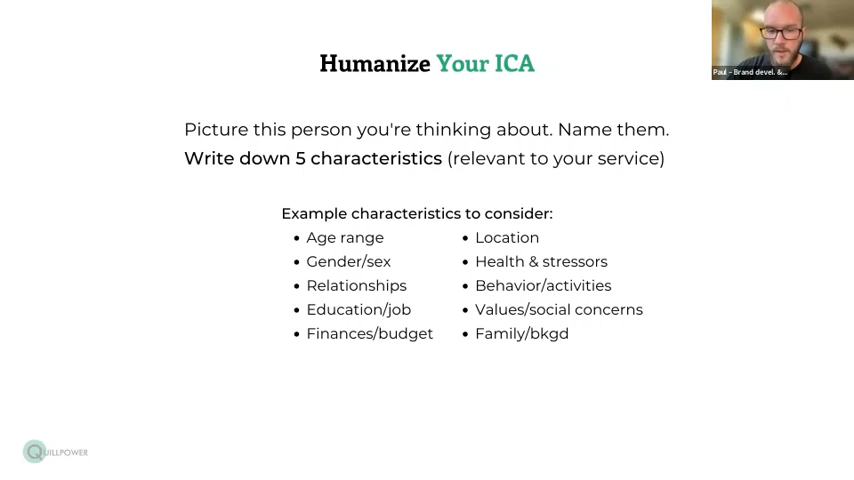 Paul - Brand devel. &...
Humanize Your ICA
Picture this person you're thinking about. Name them.
Write down 5 characteristics (relevant to your service)
Example characteristics to consider:
Age range
Gender/sex
Relationships
Education/job
Finances/budget
Location
Health & stressors
Behavior/activities
Values/social concerns
Family/bkgd
QUILLPOWER